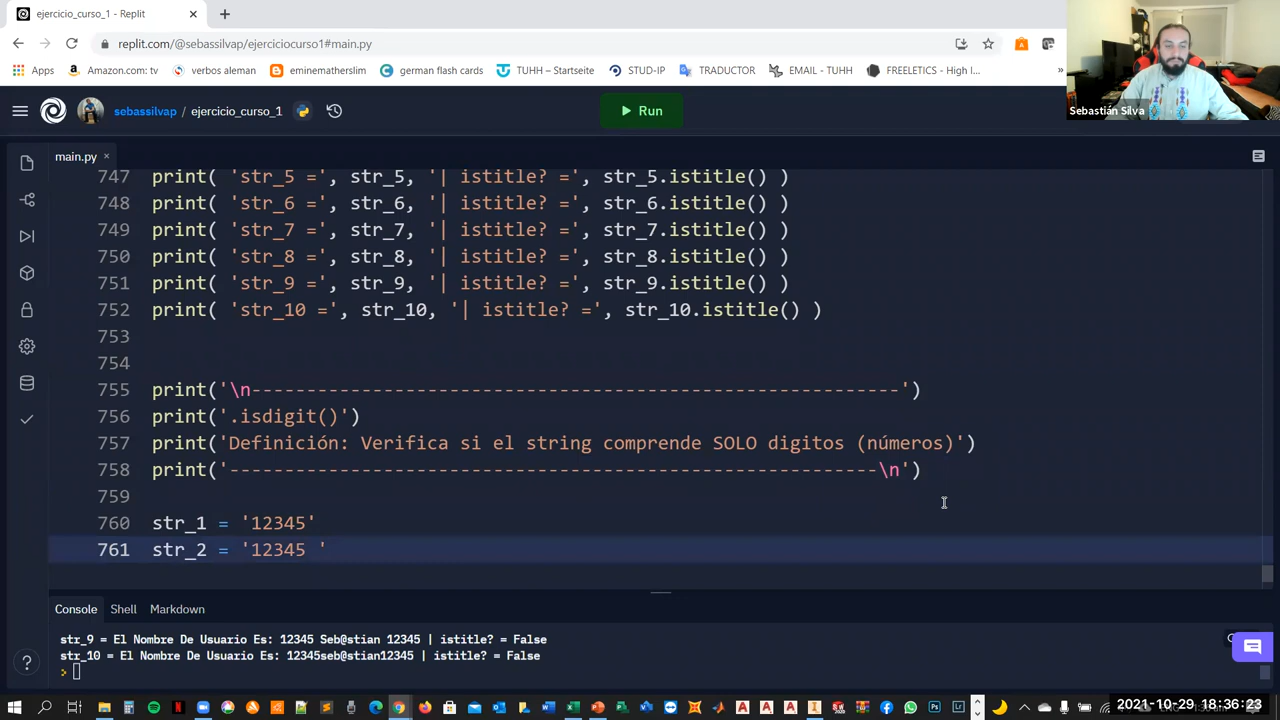 ejercicio_curso_1 - Replit
replit.com/@sebassilvap/ejerciciocurso1#main.py
Apps Amazon.com: tv verbos aleman eminematherslim german flash cards TUHH – Startseite STUD-IP TRADUCTOR EMAIL - TUHH FREELETICS - High I... »
Sebastián Silva
sebassilvap / ejercicio_curso_1 Run
main.py
747 print( 'str_5 =', str_5, '| istitle? =', str_5.istitle() )
748 print( 'str_6 =', str_6, '| istitle? =', str_6.istitle() )
749 print( 'str_7 =', str_7, '| istitle? =', str_7.istitle() )
750 print( 'str_8 =', str_8, '| istitle? =', str_8.istitle() )
751 print( 'str_9 =', str_9, '| istitle? =', str_9.istitle() )
752 print( 'str_10 =', str_10, '| istitle? =', str_10.istitle() )
753
754
755 print('\n-----------------------------------------------------------')
756 print('.isdigit()')
757 print('Definición: Verifica si el string comprende SOLO digitos (números)')
758 print('-----------------------------------------------------------\n')
759
760 str_1 = '12345'
761 str_2 = '12345 '
Console Shell Markdown
str_9 = El Nombre De Usuario Es: 12345 Seb@stian 12345 | istitle? = False
str_10 = El Nombre De Usuario Es: 12345seb@stian12345 | istitle? = False
>
?
2021-10-29 18:36:23